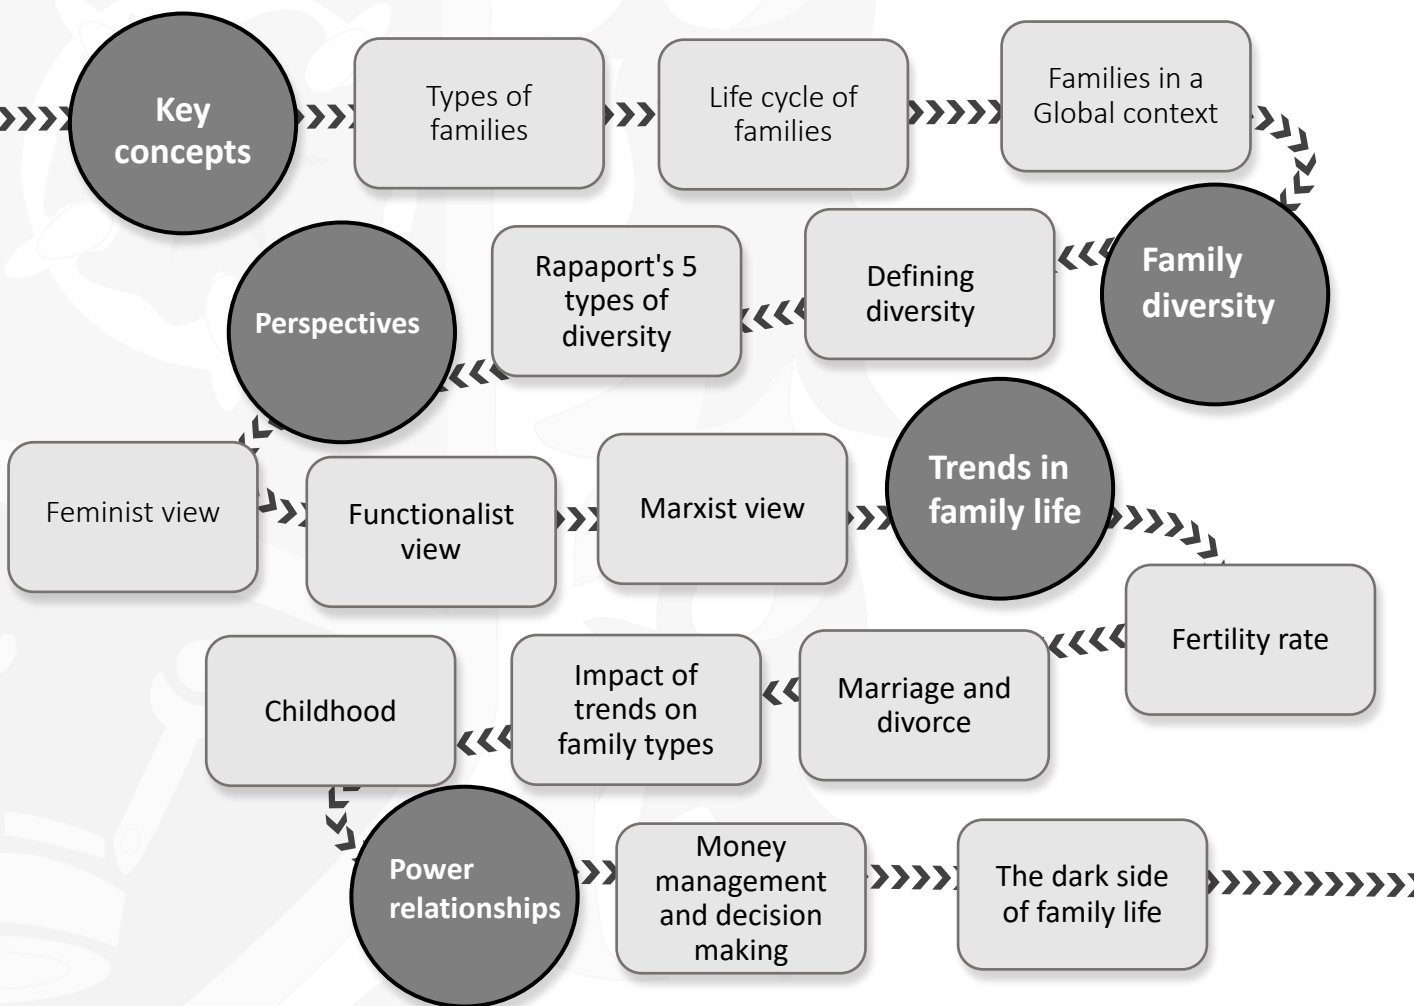 Key
concepts
Types of
families
Life cycle of
families
Families in a
Global context
Family
diversity
Defining
diversity
Rapaport's 5
types of
diversity
Perspectives
Feminist view
Functionalist
view
Marxist view
Trends in
family life
Fertility rate
Marriage and
divorce
Impact of
trends on
family types
Childhood
Power
relationships
Money
management
and decision
making
The dark side
of family life